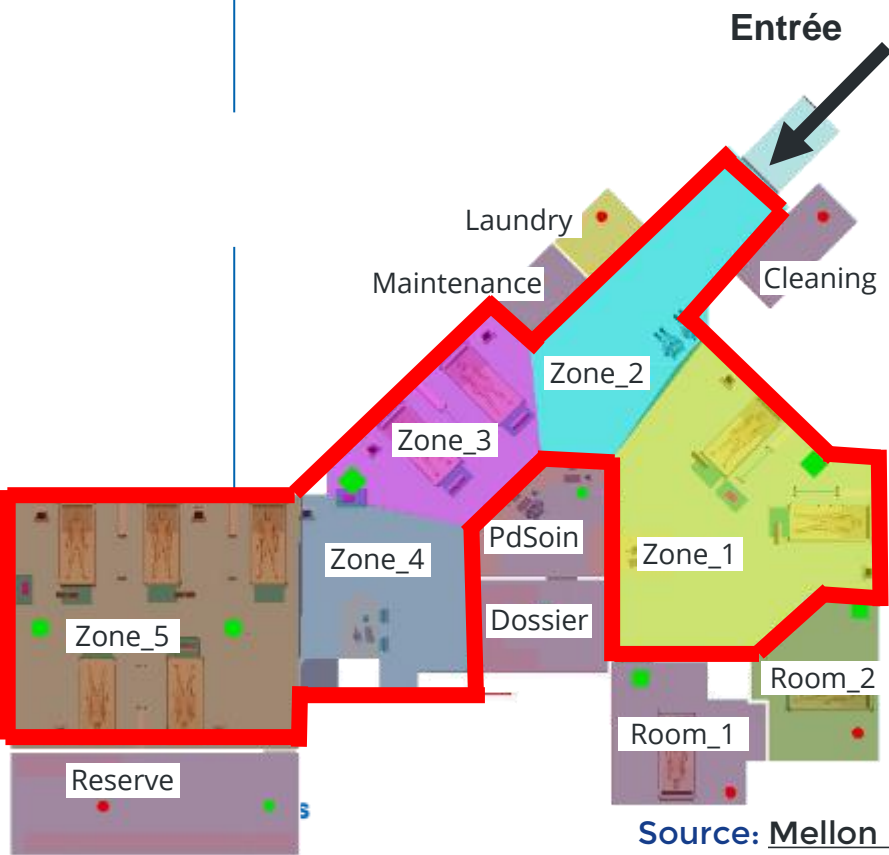 Entrée
Laundry
Maintenance
Cleaning
Zone_2
Zone_3
PdSoin
Zone_4
Zone_1
Dossier
Zone_5
Room_2
Room_1
Reserve
s
Source: Mellon